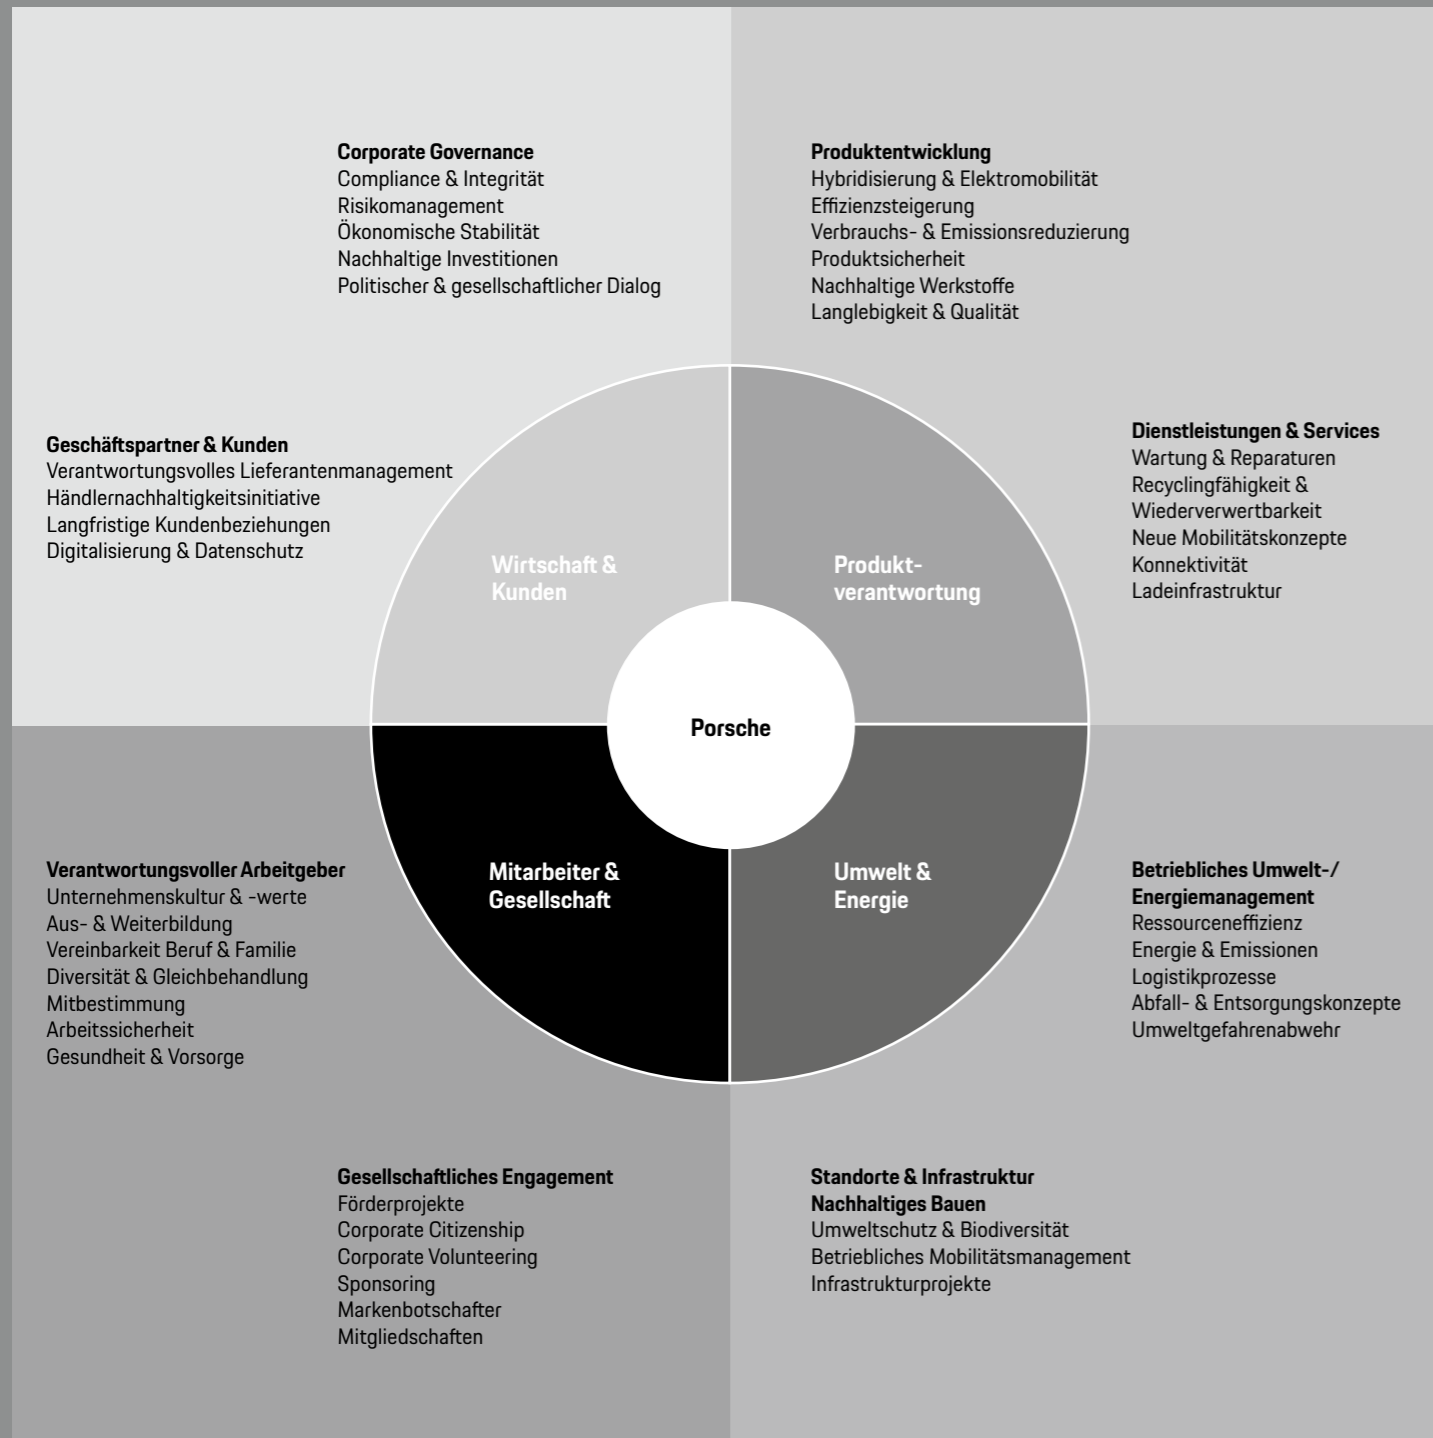 Corporate Governance
Compliance & Integrität
Risikomanagement
Ökonomische Stabilität
Nachhaltige Investitionen
Politischer & gesellschaftlicher Dialog
Produktentwicklung
Hybridisierung & Elektromobilität
Effizienzsteigerung
Verbrauchs- & Emissionsreduzierung
Produktsicherheit
Nachhaltige Werkstoffe
Langlebigkeit & Qualität
Geschäftspartner & Kunden
Verantwortungsvolles Lieferantenmanagement
Händlernachhaltigkeitsinitiative
Langfristige Kundenbeziehungen
Digitalisierung & Datenschutz
Dienstleistungen & Services
Wartung & Reparaturen
Recyclingfähigkeit &
Wiederverwertbarkeit
Neue Mobilitätskonzepte
Konnektivität
Ladeinfrastruktur
Wirtschaft &
Kunden
Produkt-
verantwortung
Porsche
Mitarbeiter &
Gesellschaft
Umwelt &
Energie
Verantwortungsvoller Arbeitgeber
Unternehmenskultur & -werte
Aus- & Weiterbildung
Vereinbarkeit Beruf & Familie
Diversität & Gleichbehandlung
Mitbestimmung
Arbeitssicherheit
Gesundheit & Vorsorge
Betriebliches Umwelt-/
Energiemanagement
Ressourceneffizienz
Energie & Emissionen
Logistikprozesse
Abfall- & Entsorgungskonzepte
Umweltgefahrenabwehr
Gesellschaftliches Engagement
Förderprojekte
Corporate Citizenship
Corporate Volunteering
Sponsoring
Markenbotschafter
Mitgliedschaften
Standorte & Infrastruktur
Nachhaltiges Bauen
Umweltschutz & Biodiversität
Betriebliches Mobilitätsmanagement
Infrastrukturprojekte